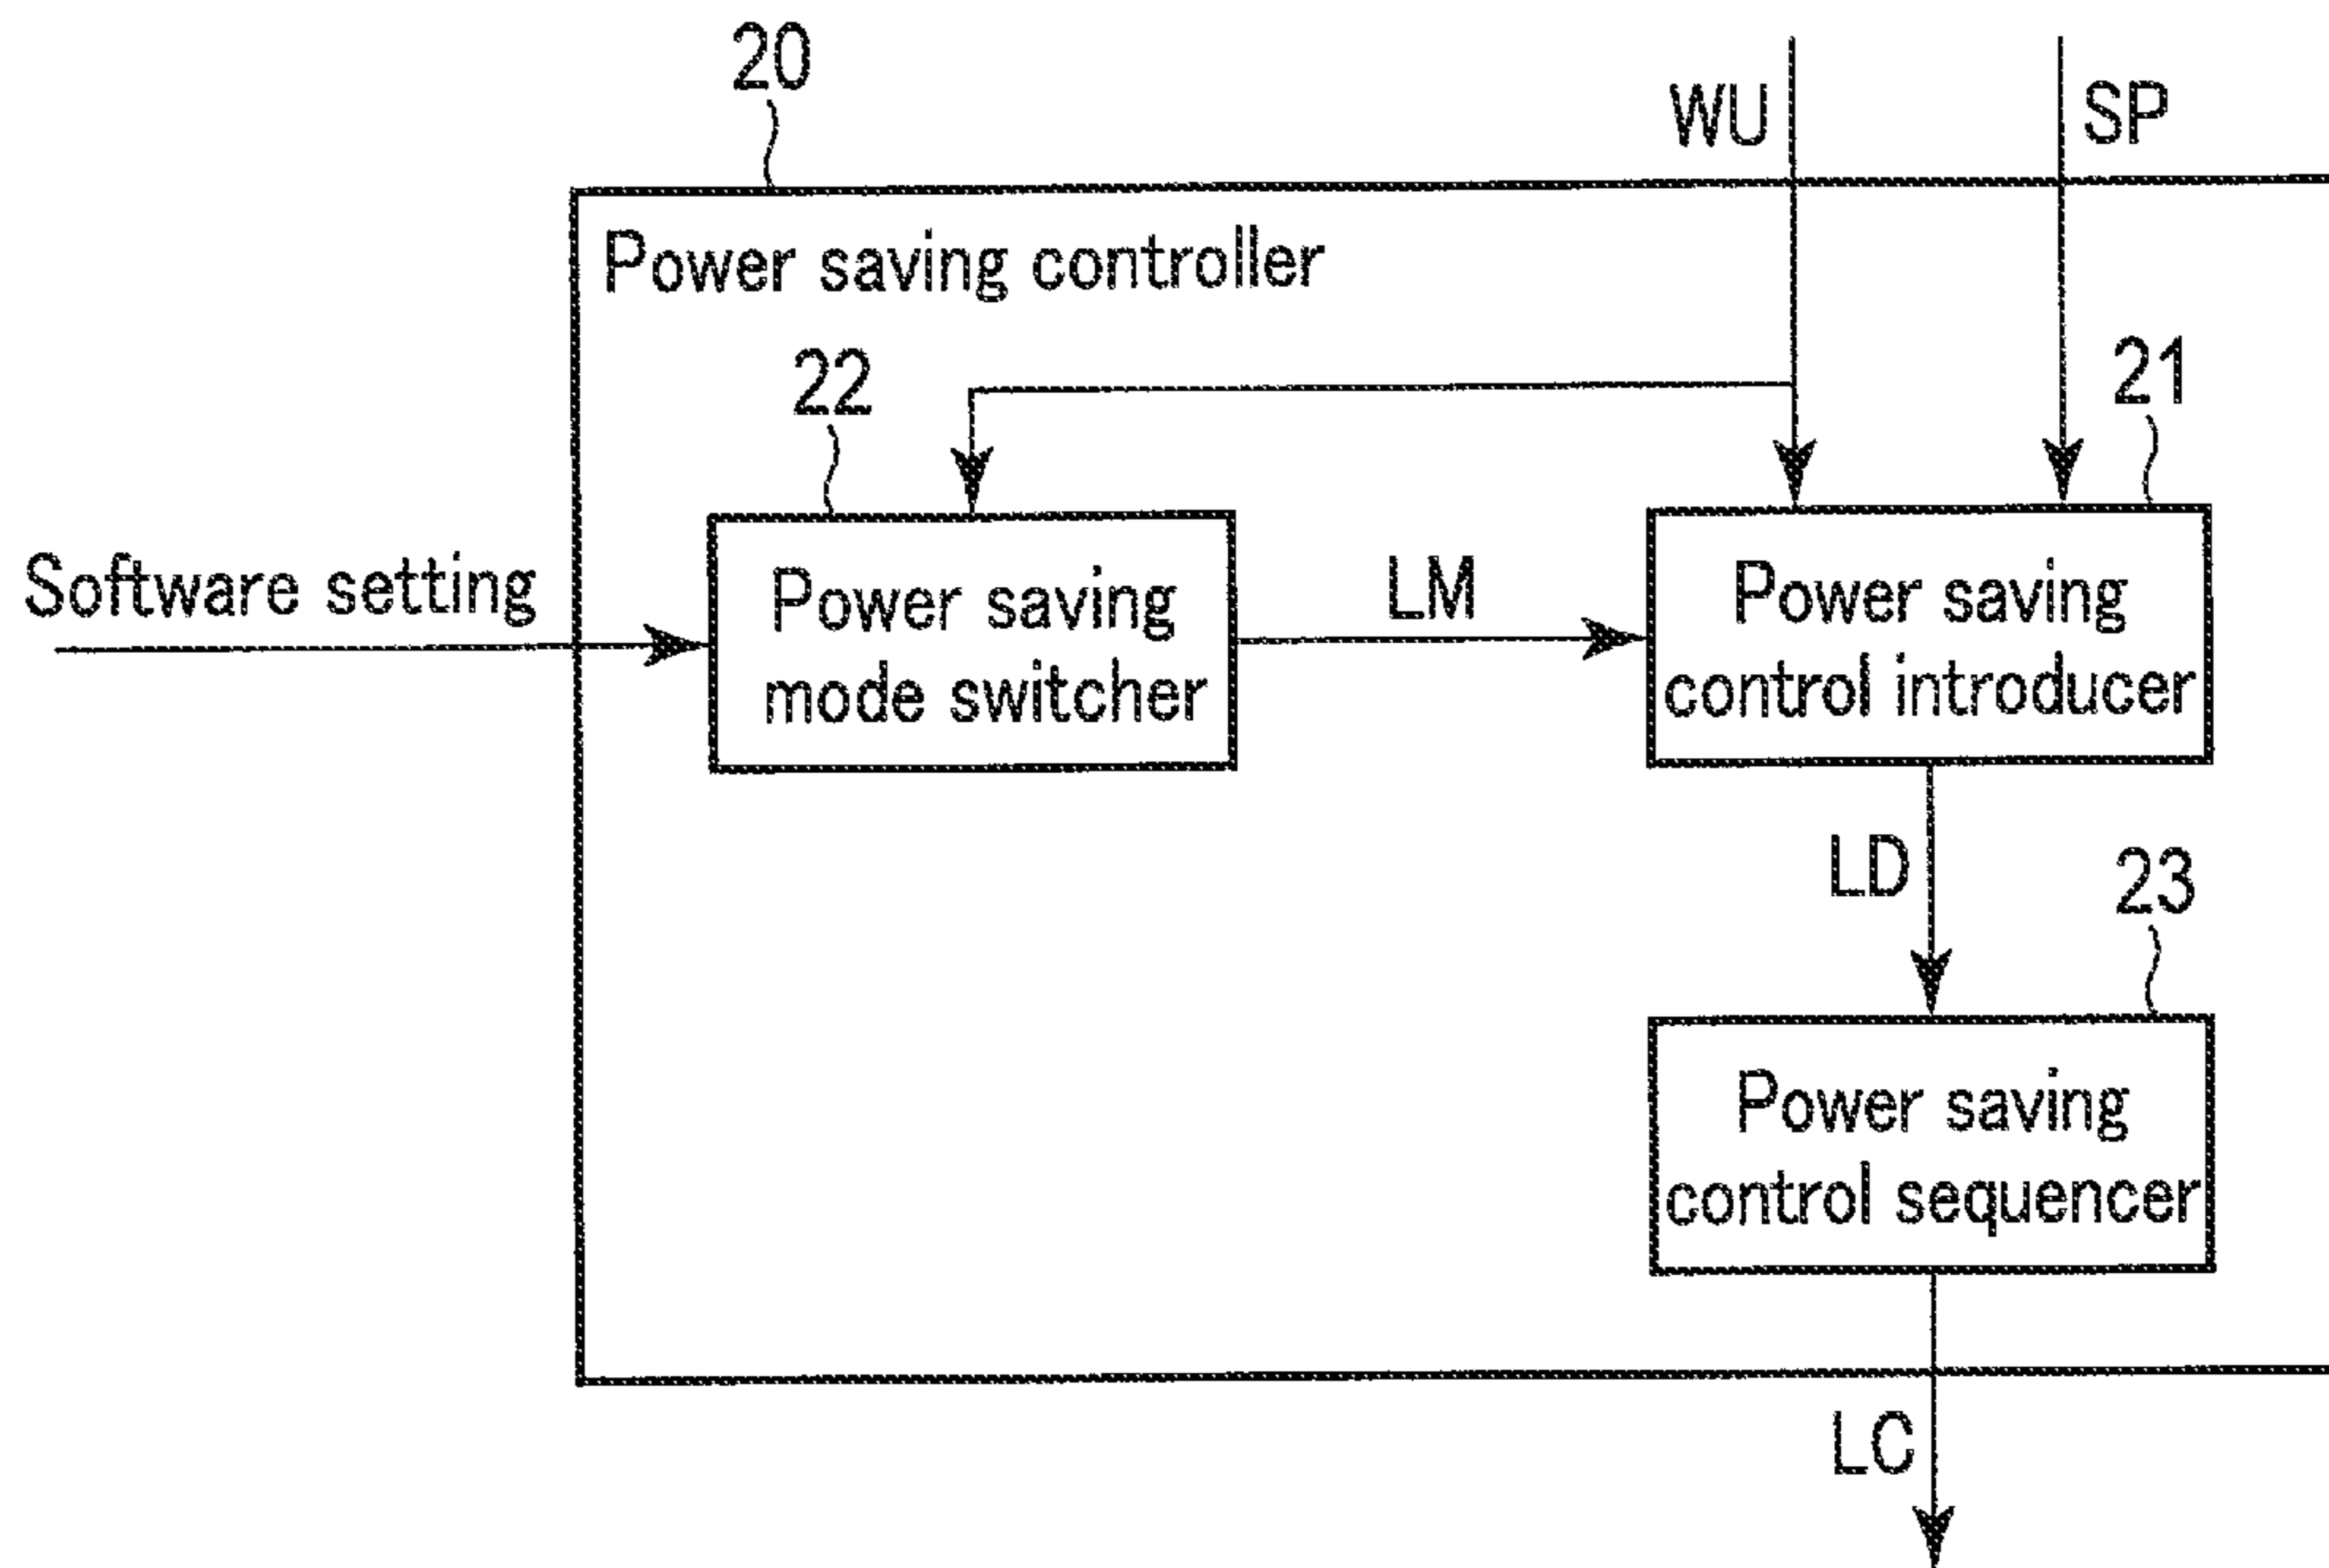 20
WU
SP
Power saving controller
22
21
Software setting
Power saving
mode switcher
LM
Power saving
control introducer
LD
23
Power saving
control sequencer
LC